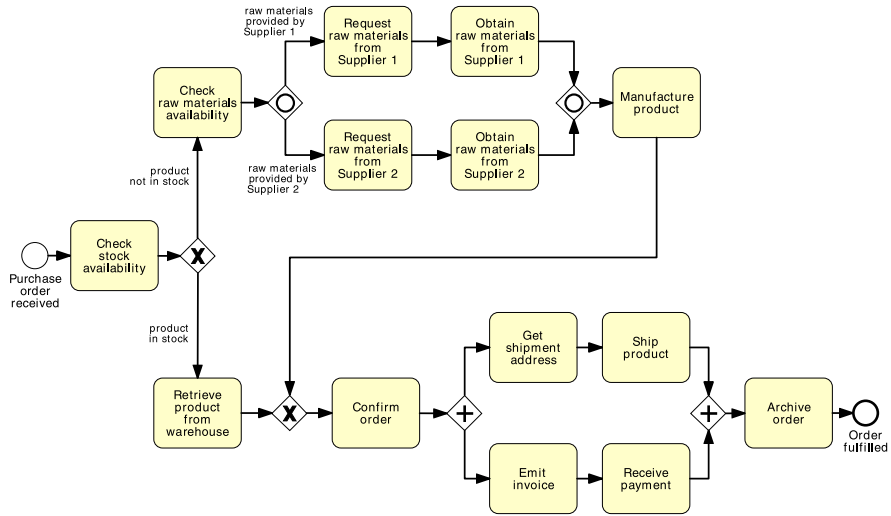 raw materials
provided by
Supplier 1
Request
raw materials
from
Supplier 1
Obtain
raw materials
from
Supplier 1
Check
raw materials
availability
Manufacture
product
raw materials
provided by
Supplier 2
Request
raw materials
from
Supplier 2
Obtain
raw materials
from
Supplier 2
product
not in stock
Purchase
order
received
Check
stock
availability
X
product
in stock
Retrieve
product
from
warehouse
X
Confirm
order
Get
shipment
address
Ship
product
Emit
invoice
Receive
payment
Archive
order
Order
fulfilled